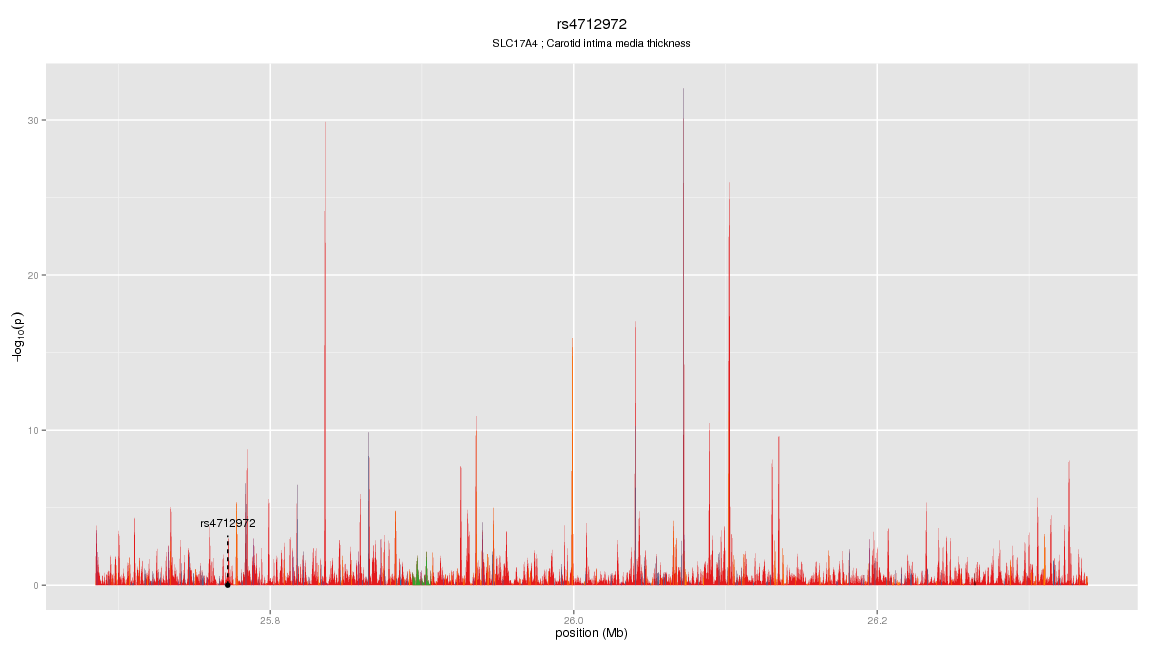 rs4712972
SLC17A4 ; Carotid intima media thickness
−log10(p)
30
20
10
0
rs4712972
25.8
26.0
26.2
position (Mb)